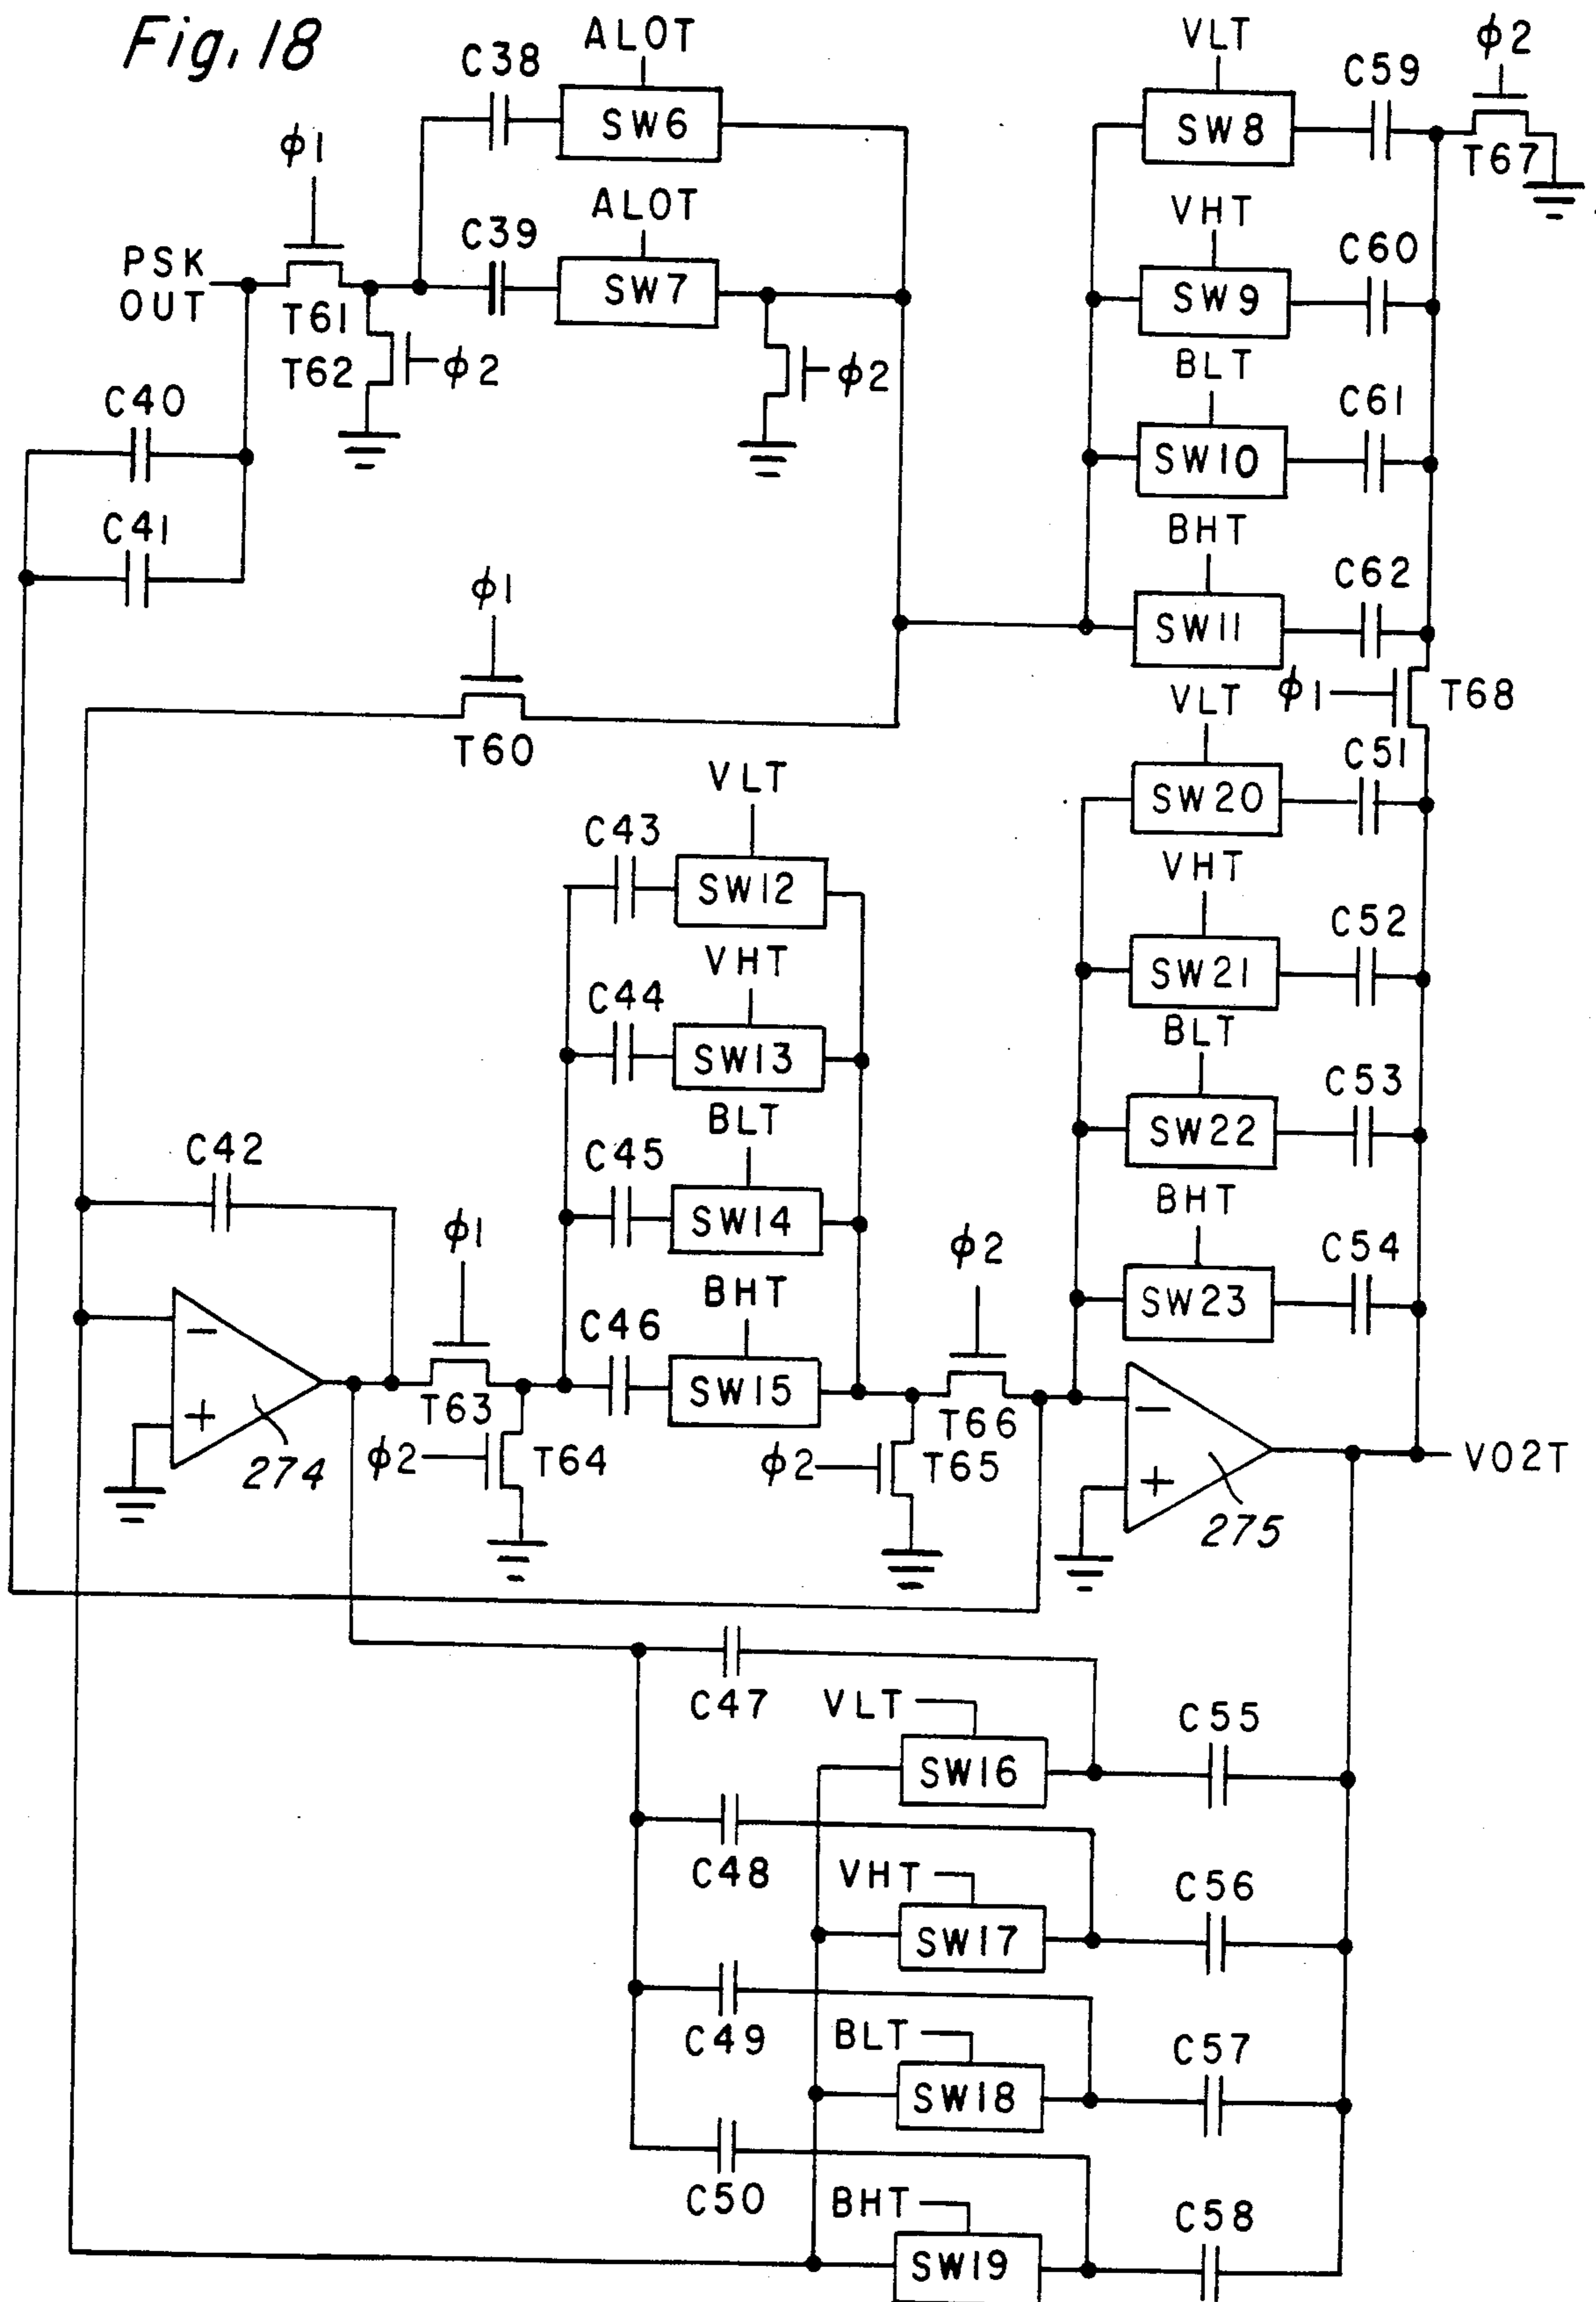 Fig. 18
ALOT
C38
SW6
VLT
C59
φ2
SW8
T67
φ1
ALOT
C39
SW7
VHT
C60
SW9
PSK
OUT
T61
T62
φ2
φ2
BLT
C61
SW10
C40
C41
BHT
C62
SW11
φ1
T60
φ1
T68
VLT
C51
SW20
VLT
C43
SW12
VHT
C52
SW21
VHT
C44
SW13
BLT
C53
SW22
BLT
C45
SW14
C42
φ1
φ2
BHT
C54
SW23
BHT
C46
SW15
−
+
274
T63
φ2
T64
T66
φ2
T65
−
+
275
VO2T
C47
VLT
C55
SW16
C48
VHT
C56
SW17
C49
BLT
C57
SW18
C50
BHT
C58
SW19